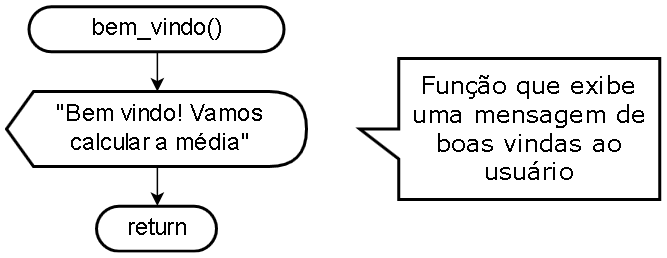 bem_vindo()
"Bem vindo! Vamos
calcular a média"
return
Função que exibe
uma mensagem de
boas vindas ao
usuário